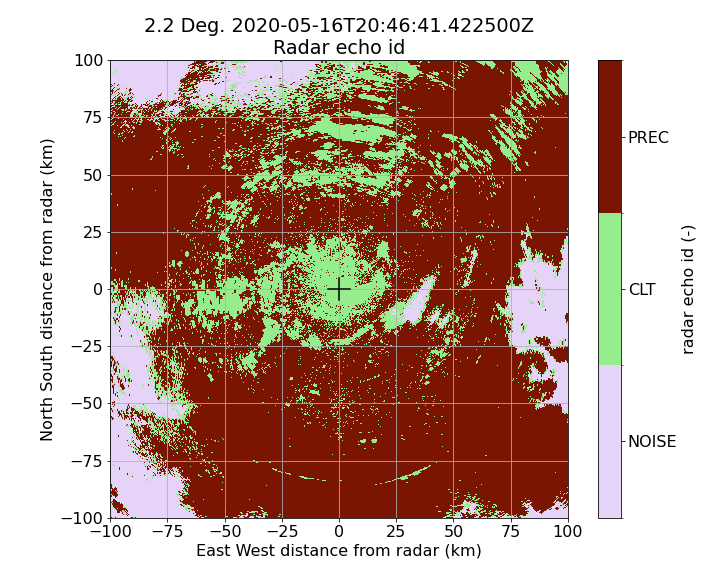 2.2 Deg. 2020-05-16T20:46:41.422500Z
Radar echo id
100
75
50
25
0
−25
−50
−75
−100
−100
−75
−50
−25
0
25
50
75
100
North South distance from radar (km)
East West distance from radar (km)
PREC
CLT
NOISE
radar echo id (-)